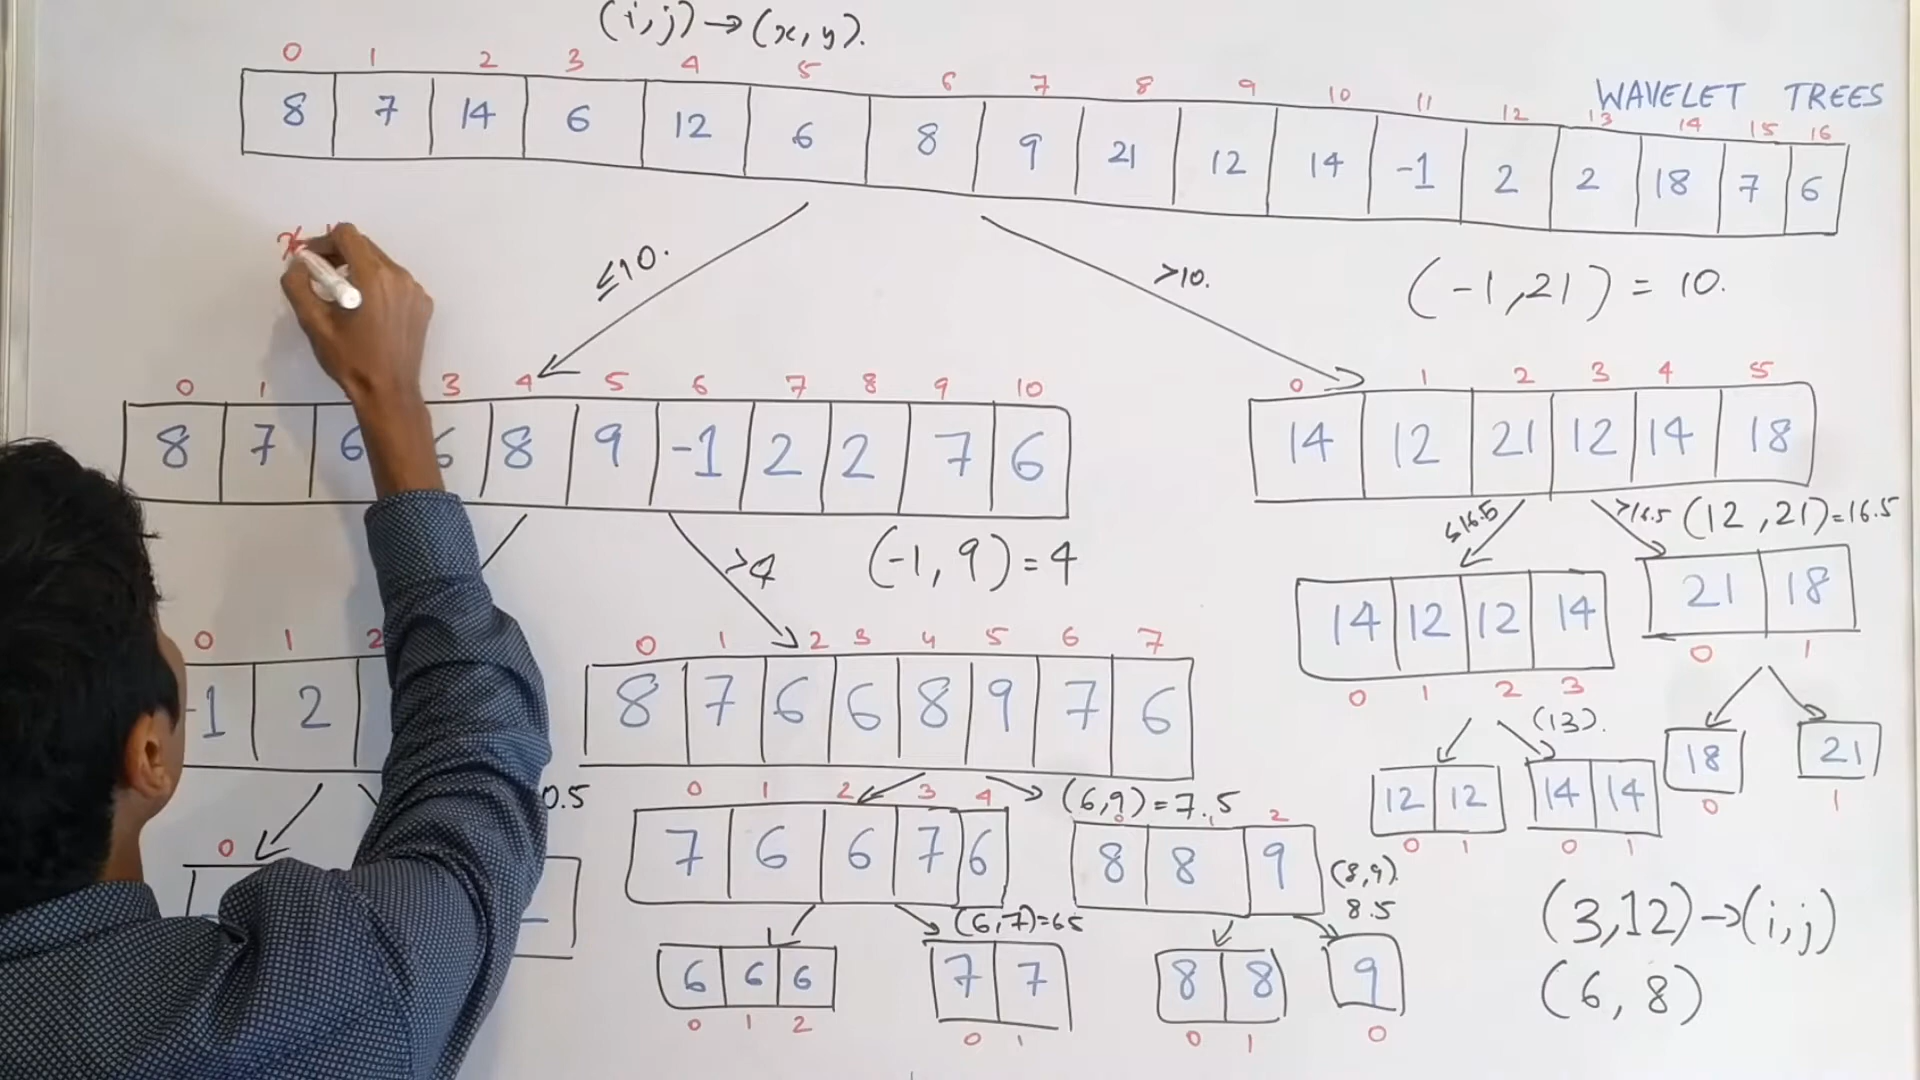 (i,j)→(x,y).
WAVELET TREES
0 1 2 3 4 5 6 7 8 9 10 11 12 13 14 15 16
8 7 14 6 12 6 8 9 21 12 14 -1 2 2 18 7 6
≤10. >10.
(-1,21) = 10.
0 1 3 4 5 6 7 8 9 10
8 7 6 6 8 9 -1 2 2 7 6
0 1 2 3 4 5
14 12 21 12 14 18
>4
(-1,9)=4
≤16.5 >16.5 (12,21)=16.5
14 12 12 14
0 1 2 3
21 18
0 1
0 1 2
-1 2
0 1 2 3 4 5 6 7
8 7 6 6 8 9 7 6
(13).
12 12
0 1
14 14
0 1
18
0
21
1
0.5
0
(6,9)=7.5
0 1 2 3 4
7 6 6 7 6
0 1 2
8 8 9
(6,7)=65
(8,9).
8.5
6 6 6
0 1 2
7 7
0 1
8 8
0 1
9
0
(3,12)→(i,j)
(6,8)